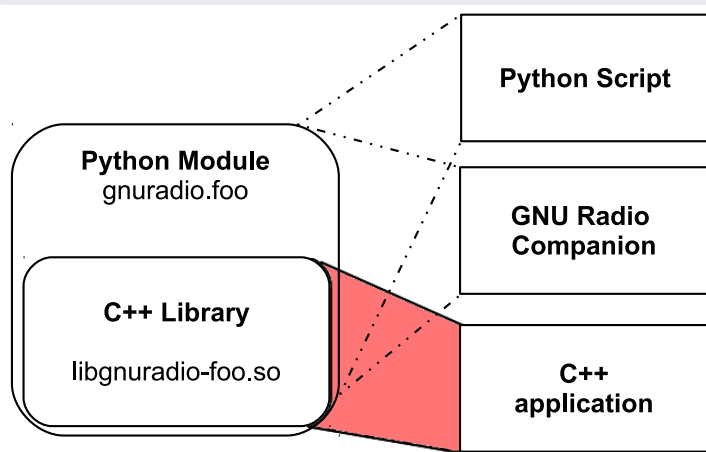 Python Module
gnuradio.foo
C++ Library
libgnuradio-foo.so
Python Script
GNU Radio
Companion
C++
application